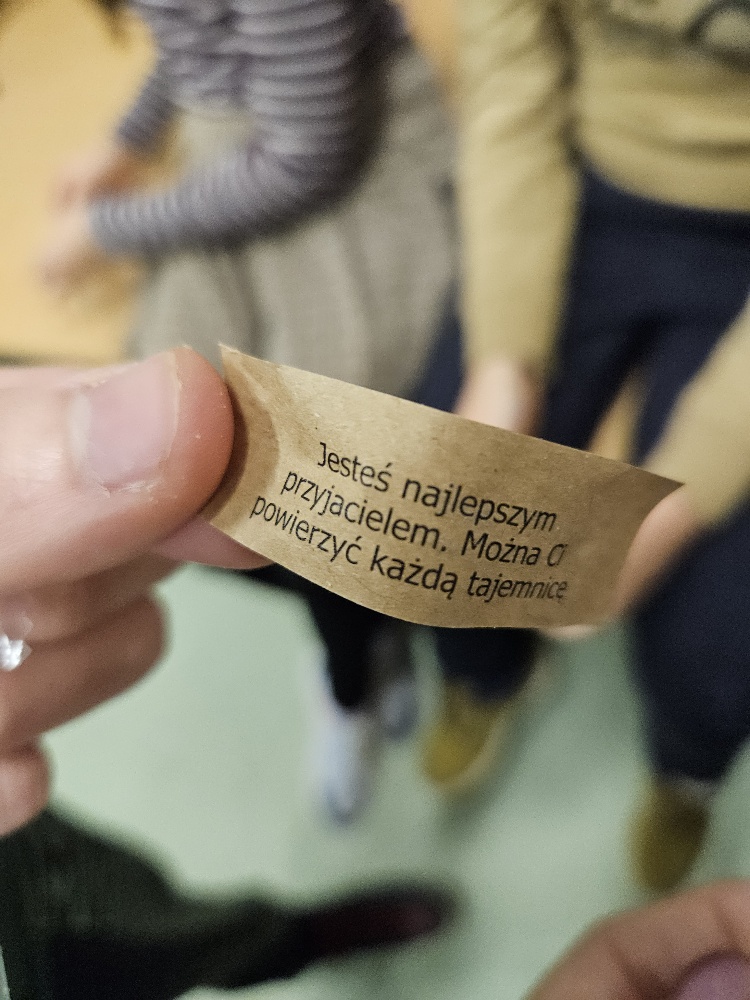 Jesteś najlepszym
przyjacielem. Można Ci
powierzyć każdą tajemnicę